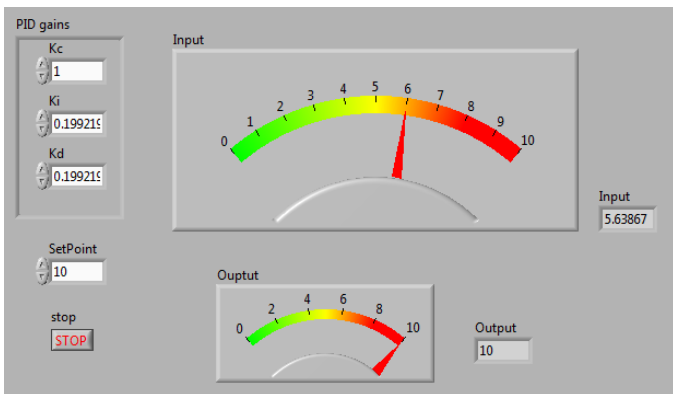 PID gains
Kc
1
Ki
0.199219
Kd
0.199219
SetPoint
10
stop
STOP
Input
0 1 2 3 4 5 6 7 8 9 10
Input
5.63867
Ouptut
0 2 4 6 8 10
Output
10